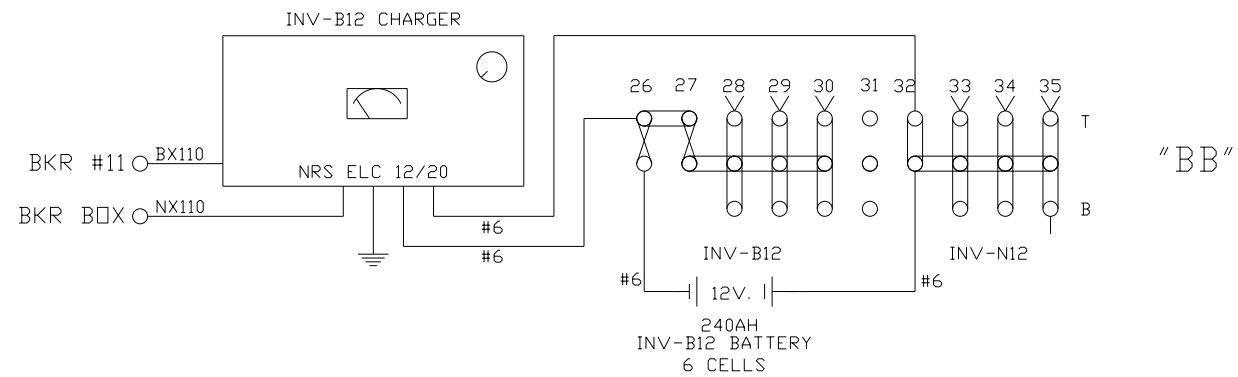 INV-B12 CHARGER
26 27 28 29 30 31 32 33 34 35
T
BKR #11 BX110
NRS ELC 12/20
"BB"
BKR BOX NX110
B
#6
#6
INV-B12 INV-N12
#6 12V. #6
240AH
INV-B12 BATTERY
6 CELLS